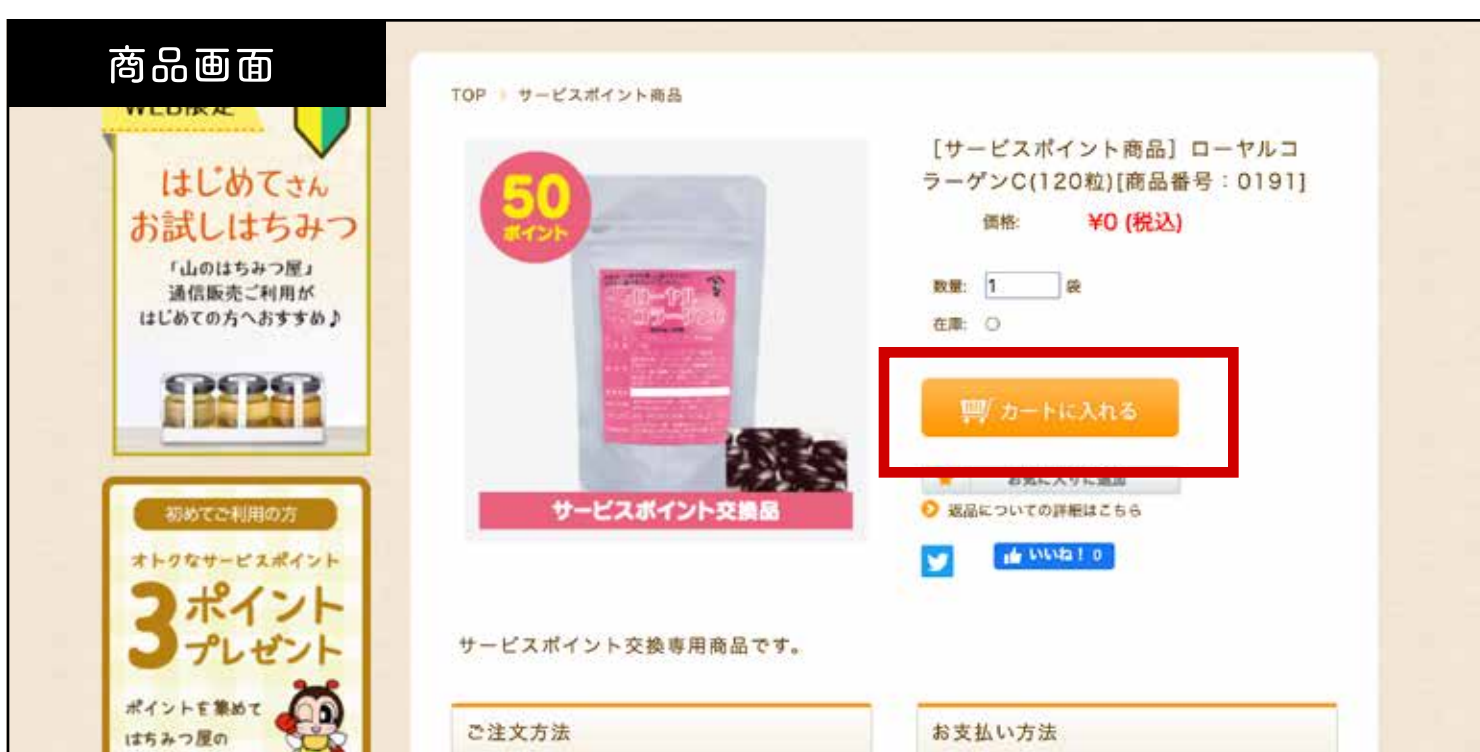 商品画面
WEB限定
はじめてさん
お試しはちみつ
「山のはちみつ屋」
通信販売ご利用が
はじめての方へおすすめ♪
初めてご利用の方
オトクなサービスポイント
3ポイント
プレゼント
ポイントを集めて
はちみつ屋の
TOP サービスポイント商品
50
ポイント
ローヤル
コラーゲンC
サービスポイント交換品
[サービスポイント商品] ローヤルコ
ラーゲンC(120粒)[商品番号:0191]
価格: ¥0 (税込)
数量: 1 袋
在庫: ○
カートに入れる
お気に入りに追加
返品についての詳細はこちら
いいね! 0
サービスポイント交換専用商品です。
ご注文方法
お支払い方法